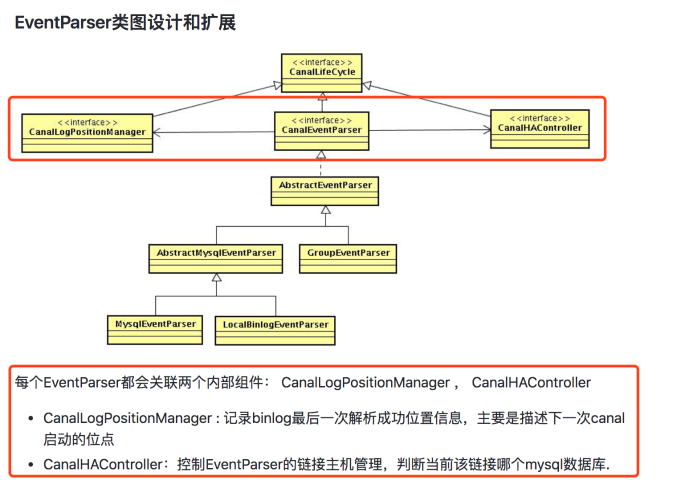 EventParser类图设计和扩展
<<interface>>
CanalLifeCycle
<<interface>>
CanalLogPositionManager
<<interface>>
CanalEventParser
<<interface>>
CanalHAController
AbstractEventParser
AbstractMysqlEventParser
GroupEventParser
MysqlEventParser
LocalBinlogEventParser
每个EventParser都会关联两个内部组件： CanalLogPositionManager ， CanalHAController
• CanalLogPositionManager : 记录binlog最后一次解析成功位置信息，主要是描述下一次canal
启动的位点
• CanalHAController：控制EventParser的链接主机管理，判断当前该链接哪个mysql数据库.